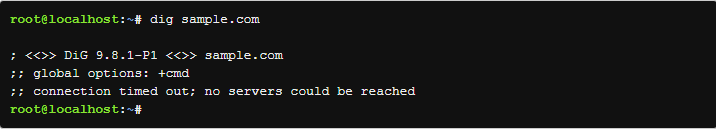 root@localhost:~# dig sample.com
; <<>> DiG 9.8.1-P1 <<>> sample.com
;; global options: +cmd
;; connection timed out; no servers could be reached
root@localhost:~#